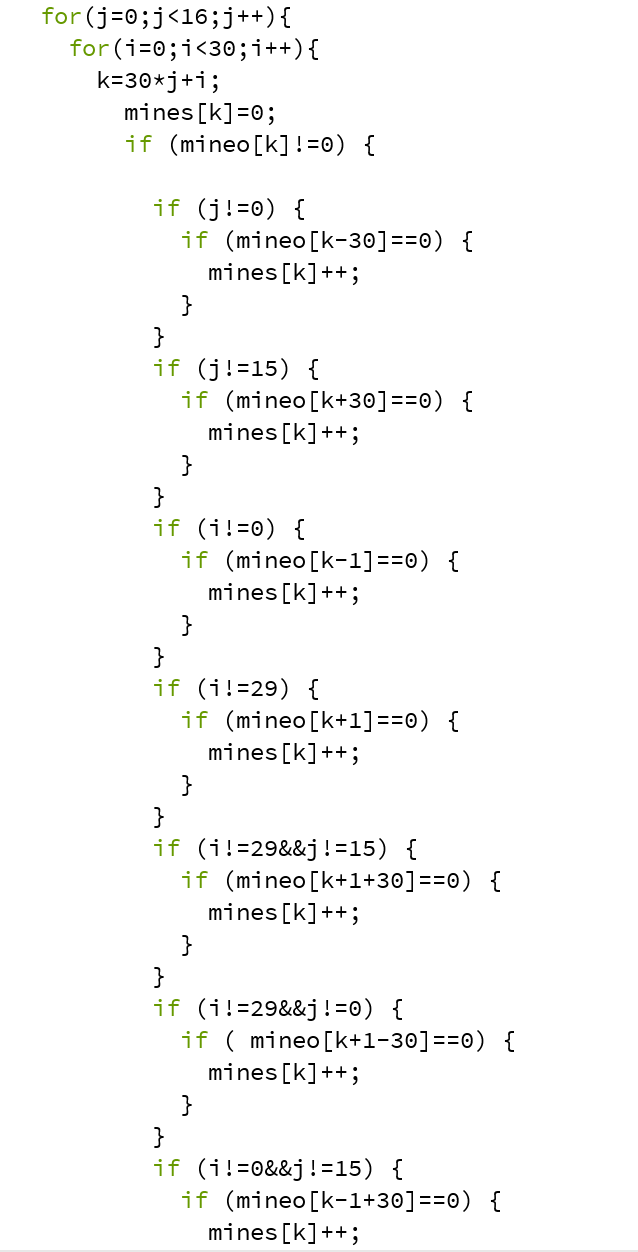 for(j=0;j<16;j++){
  for(i=0;i<30;i++){
    k=30*j+i;
      mines[k]=0;
      if (mineo[k]!=0) {

        if (j!=0) {
          if (mineo[k-30]==0) {
            mines[k]++;
          }
        }
        if (j!=15) {
          if (mineo[k+30]==0) {
            mines[k]++;
          }
        }
        if (i!=0) {
          if (mineo[k-1]==0) {
            mines[k]++;
          }
        }
        if (i!=29) {
          if (mineo[k+1]==0) {
            mines[k]++;
          }
        }
        if (i!=29&&j!=15) {
          if (mineo[k+1+30]==0) {
            mines[k]++;
          }
        }
        if (i!=29&&j!=0) {
          if ( mineo[k+1-30]==0) {
            mines[k]++;
          }
        }
        if (i!=0&&j!=15) {
          if (mineo[k-1+30]==0) {
            mines[k]++;